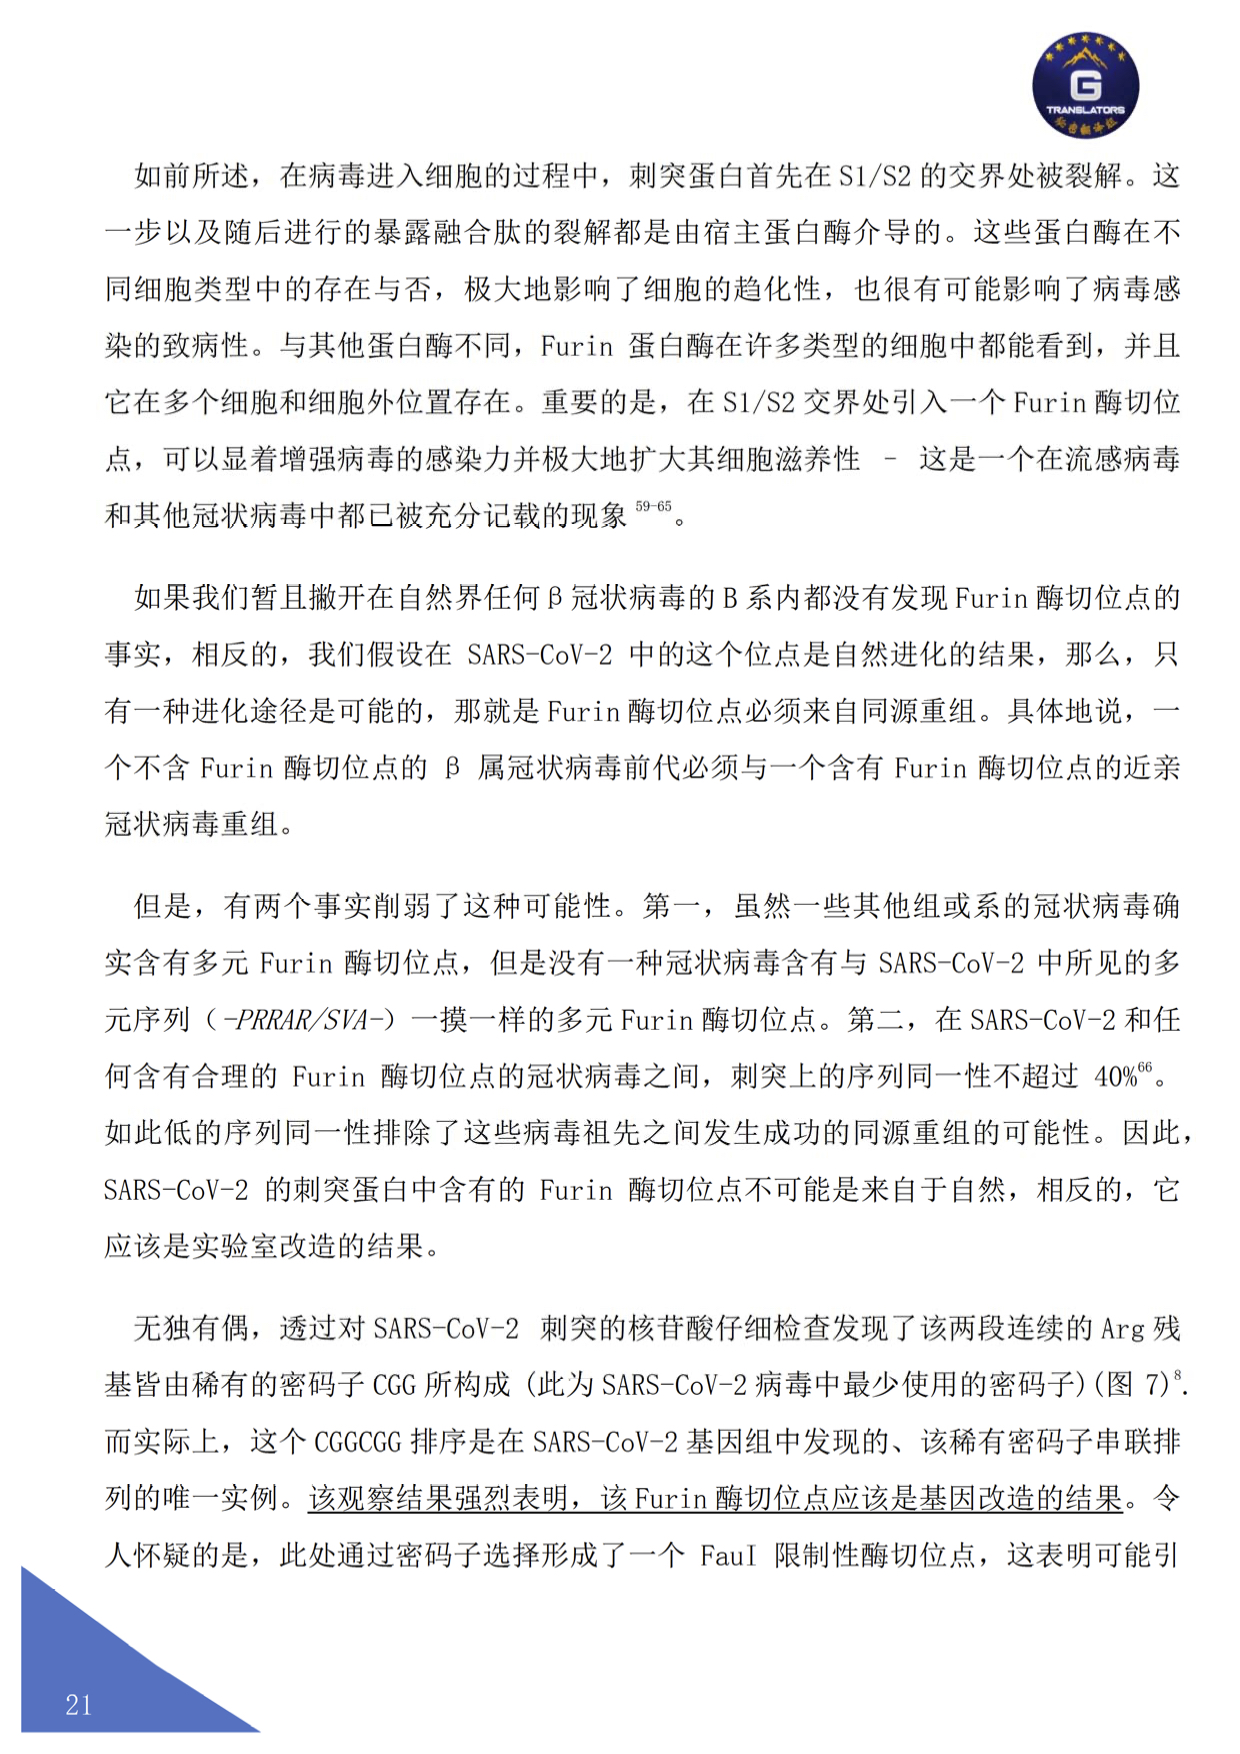 G
TRANSLATORS
秘密翻译组
如前所述，在病毒进入细胞的过程中，刺突蛋白首先在 S1/S2 的交界处被裂解。这
一步以及随后进行的暴露融合肽的裂解都是由宿主蛋白酶介导的。这些蛋白酶在不
同细胞类型中的存在与否，极大地影响了细胞的趋化性，也很有可能影响了病毒感
染的致病性。与其他蛋白酶不同，Furin 蛋白酶在许多类型的细胞中都能看到，并且
它在多个细胞和细胞外位置存在。重要的是，在 S1/S2 交界处引入一个 Furin 酶切位
点，可以显着增强病毒的感染力并极大地扩大其细胞滋养性 – 这是一个在流感病毒
和其他冠状病毒中都已被充分记载的现象 59-65。
如果我们暂且撇开在自然界任何 β 冠状病毒的 B 系内都没有发现 Furin 酶切位点的
事实，相反的，我们假设在 SARS-CoV-2 中的这个位点是自然进化的结果，那么，只
有一种进化途径是可能的，那就是 Furin 酶切位点必须来自同源重组。具体地说，一
个不含 Furin 酶切位点的 β 属冠状病毒前代必须与一个含有 Furin 酶切位点的近亲
冠状病毒重组。
但是，有两个事实削弱了这种可能性。第一，虽然一些其他组或系的冠状病毒确
实含有多元 Furin 酶切位点，但是没有一种冠状病毒含有与 SARS-CoV-2 中所见的多
元序列（-PRRAR/SVA-）一摸一样的多元 Furin 酶切位点。第二，在 SARS-CoV-2 和任
何含有合理的 Furin 酶切位点的冠状病毒之间，刺突上的序列同一性不超过 40%66。
如此低的序列同一性排除了这些病毒祖先之间发生成功的同源重组的可能性。因此，
SARS-CoV-2 的刺突蛋白中含有的 Furin 酶切位点不可能是来自于自然，相反的，它
应该是实验室改造的结果。
无独有偶，透过对 SARS-CoV-2 刺突的核苷酸仔细检查发现了该两段连续的 Arg 残
基皆由稀有的密码子 CGG 所构成 (此为 SARS-CoV-2 病毒中最少使用的密码子)(图 7)8.
而实际上，这个 CGGCGG 排序是在 SARS-CoV-2 基因组中发现的、该稀有密码子串联排
列的唯一实例。该观察结果强烈表明，该 Furin 酶切位点应该是基因改造的结果。令
人怀疑的是，此处通过密码子选择形成了一个 FauI 限制性酶切位点，这表明可能引
21